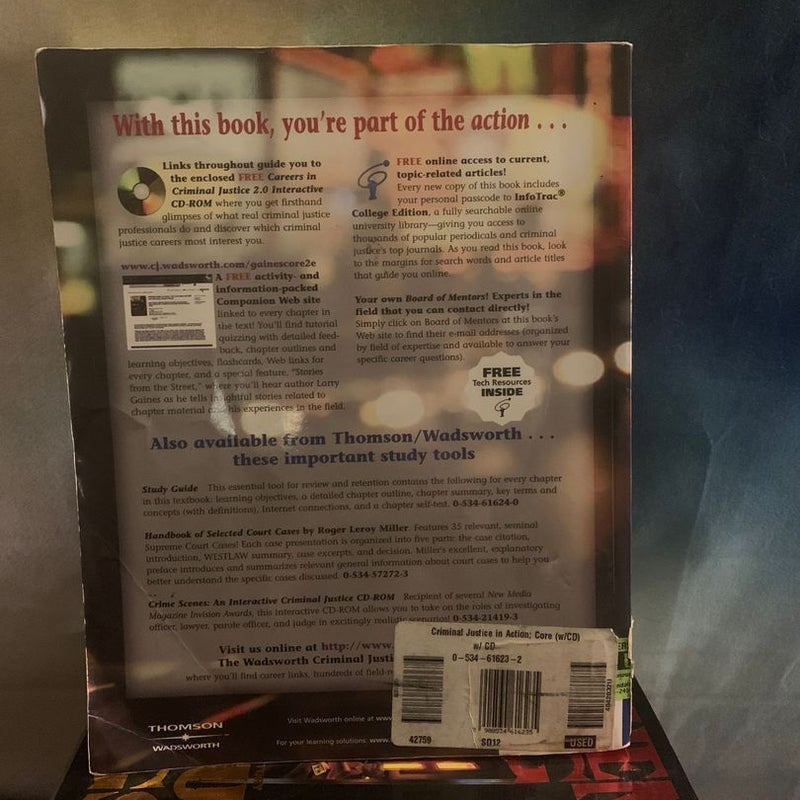 With this book, you're part of the action . . .
Links throughout guide you to
the enclosed FREE Careers in
Criminal Justice 2.0 Interactive
CD-ROM where you get firsthand
glimpses of what real criminal justice
professionals do and discover which criminal
justice careers most interest you.
www.cj.wadsworth.com/gainescore2e
A FREE activity- and
information-packed
Companion Web site
linked to every chapter in
the text! You'll find tutorial
quizzing with detailed feed-
back, chapter outlines and
learning objectives, flashcards, Web links for
every chapter, and a special feature, "Stories
from the Street," where you'll hear author Larry
Gaines as he tells insightful stories related to
chapter material and his experiences in the field.
FREE online access to current,
topic-related articles!
Every new copy of this book includes
your personal passcode to InfoTrac®
College Edition, a fully searchable online
university library—giving you access to
thousands of popular periodicals and criminal
justice's top journals. As you read this book, look
to the margins for search words and article titles
that guide you online.
Your own Board of Mentors! Experts in the
field that you can contact directly!
Simply click on Board of Mentors at this book's
Web site to find their e-mail addresses (organized
by field of expertise and available to answer your
specific career questions).
FREE
Tech Resources
INSIDE
Also available from Thomson/Wadsworth . . .
these important study tools
Study Guide This essential tool for review and retention contains the following for every chapter
in this textbook: learning objectives, a detailed chapter outline, chapter summary, key terms and
concepts (with definitions), Internet connections, and a chapter self-test. 0-534-61624-0
Handbook of Selected Court Cases by Roger Leroy Miller Features 35 relevant, seminal
Supreme Court Cases! Each case presentation is organized into five parts: the case citation,
introduction, WESTLAW summary, case excerpts, and decision. Miller's excellent, explanatory
preface introduces and summarizes relevant general information about court cases to help you
better understand the specific cases discussed. 0-534-57272-3
Crime Scenes: An Interactive Criminal Justice CD-ROM Recipient of several New Media
Magazine Invision Awards, this interactive CD-ROM allows you to take on the roles of investigating
officer, lawyer, parole officer, and judge in excitingly realistic scenarios! 0-534-21419-3
Visit us online at http://www.
The Wadsworth Criminal Justi
where you'll find career links, hundreds of field-r
THOMSON
WADSWORTH
Visit Wadsworth online at www
For your learning solutions: www.
Criminal Justice in Action; Core (w/CD)
w/ CD
0-534-61623-2
42759
SD12
USED